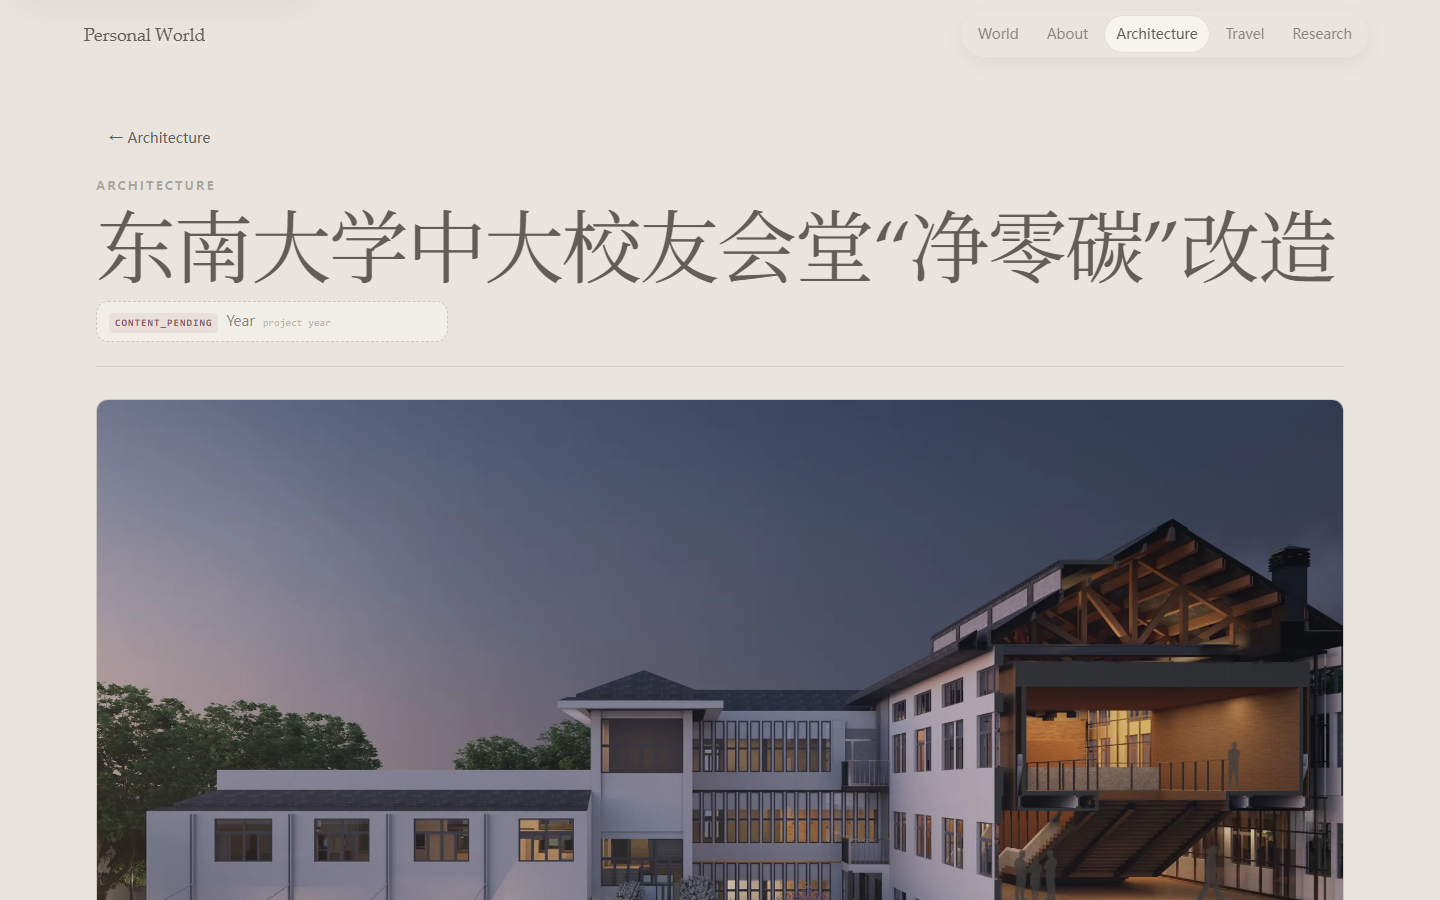 Personal World
World About Architecture Travel Research
← Architecture
ARCHITECTURE
东南大学中大校友会堂“净零碳”改造
CONTENT_PENDING Year project year